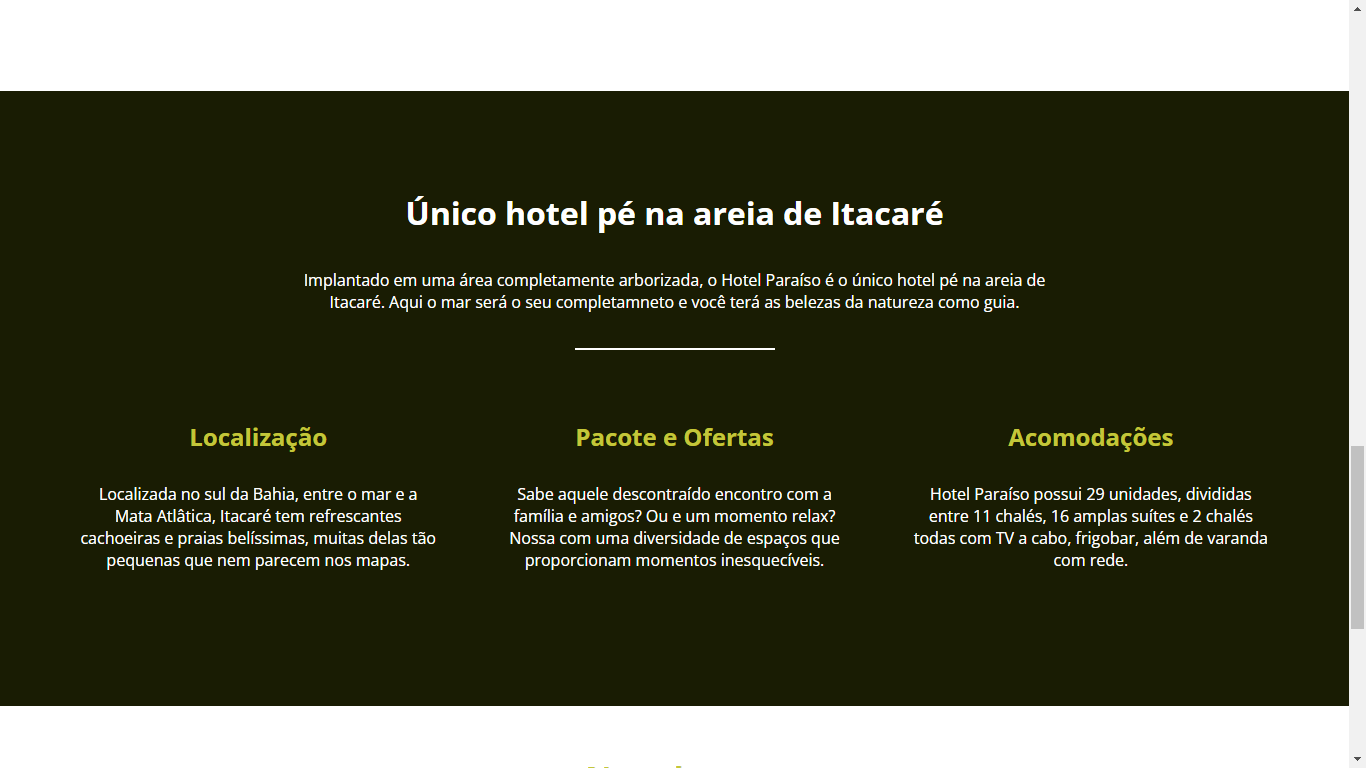 Único hotel pé na areia de Itacaré
Implantado em uma área completamente arborizada, o Hotel Paraíso é o único hotel pé na areia de
Itacaré. Aqui o mar será o seu completamneto e você terá as belezas da natureza como guia.
Localização
Localizada no sul da Bahia, entre o mar e a
Mata Atlâtica, Itacaré tem refrescantes
cachoeiras e praias belíssimas, muitas delas tão
pequenas que nem parecem nos mapas.
Pacote e Ofertas
Sabe aquele descontraído encontro com a
família e amigos? Ou e um momento relax?
Nossa com uma diversidade de espaços que
proporcionam momentos inesquecíveis.
Acomodações
Hotel Paraíso possui 29 unidades, divididas
entre 11 chalés, 16 amplas suítes e 2 chalés
todas com TV a cabo, frigobar, além de varanda
com rede.